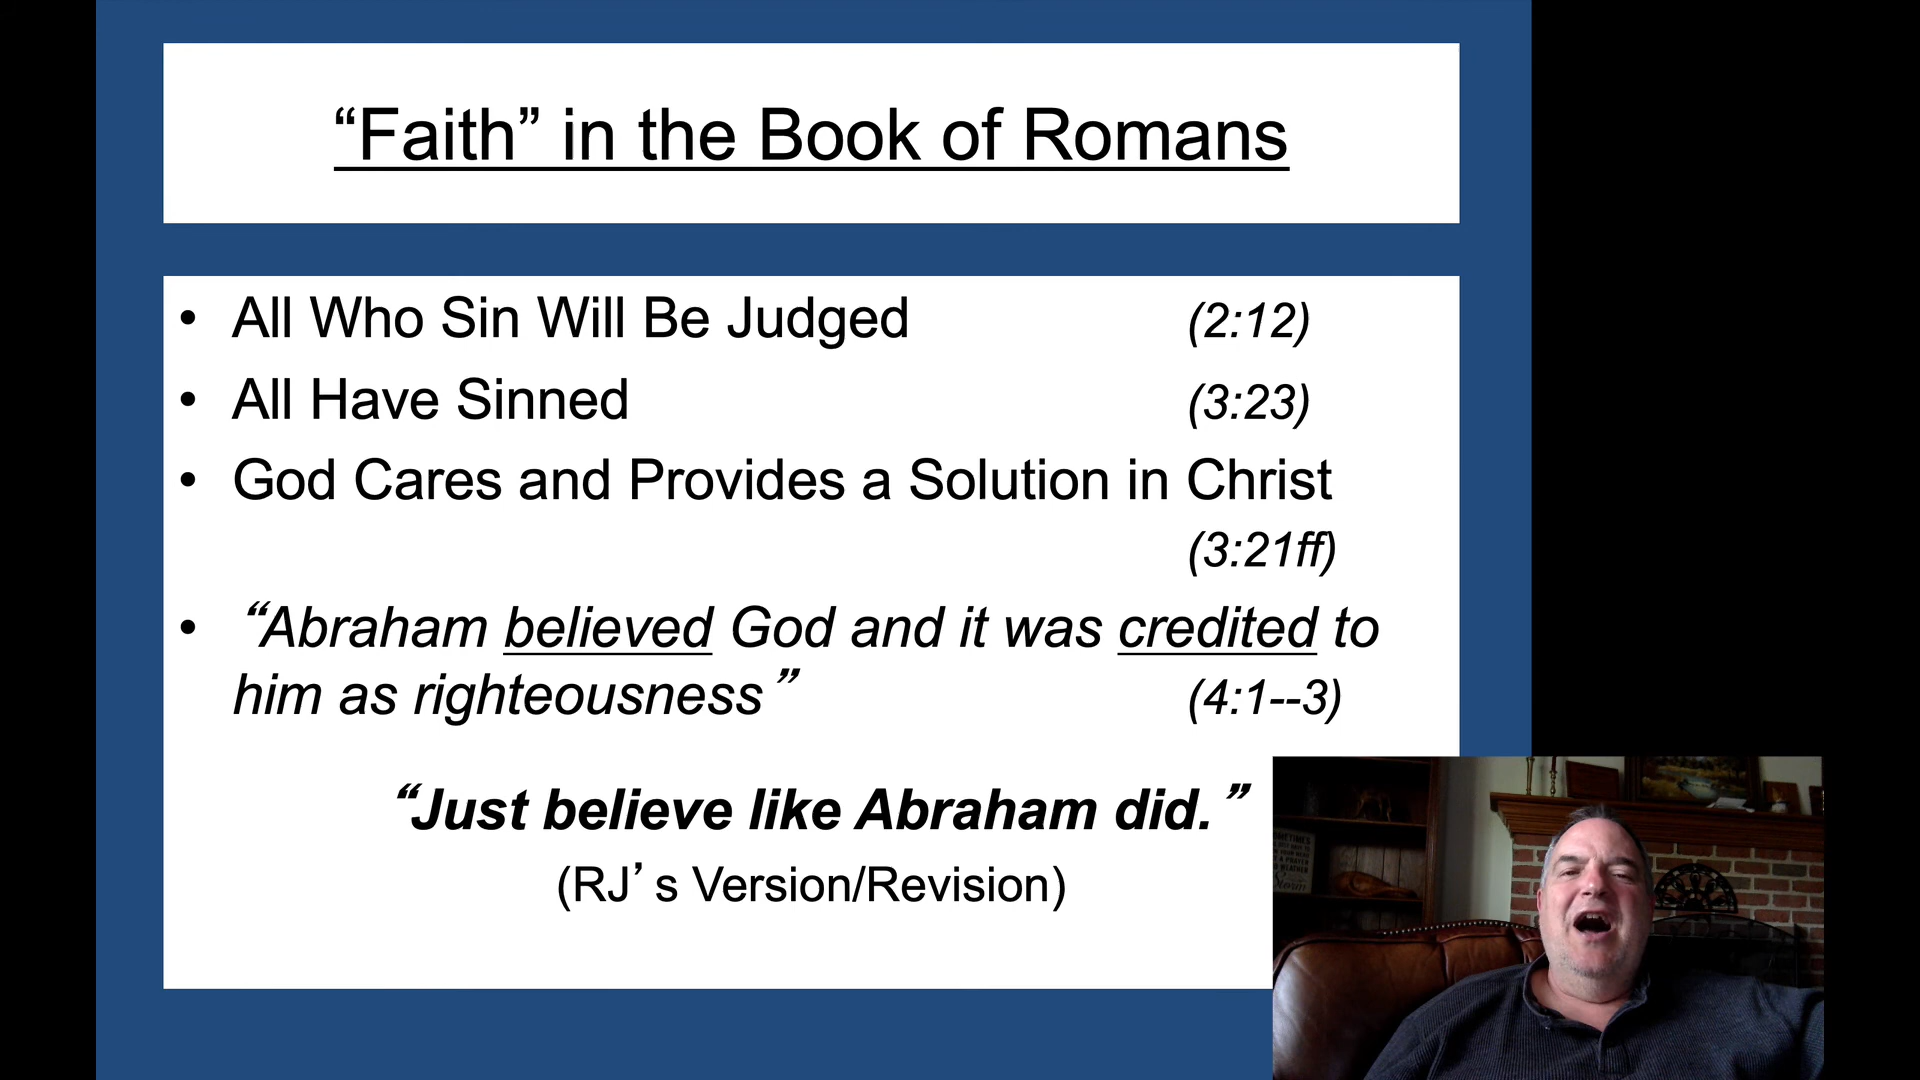 “Faith” in the Book of Romans
• All Who Sin Will Be Judged (2:12)
• All Have Sinned (3:23)
• God Cares and Provides a Solution in Christ
(3:21ff)
• “Abraham believed God and it was credited to
him as righteousness” (4:1--3)
“Just believe like Abraham did.”
(RJ’s Version/Revision)